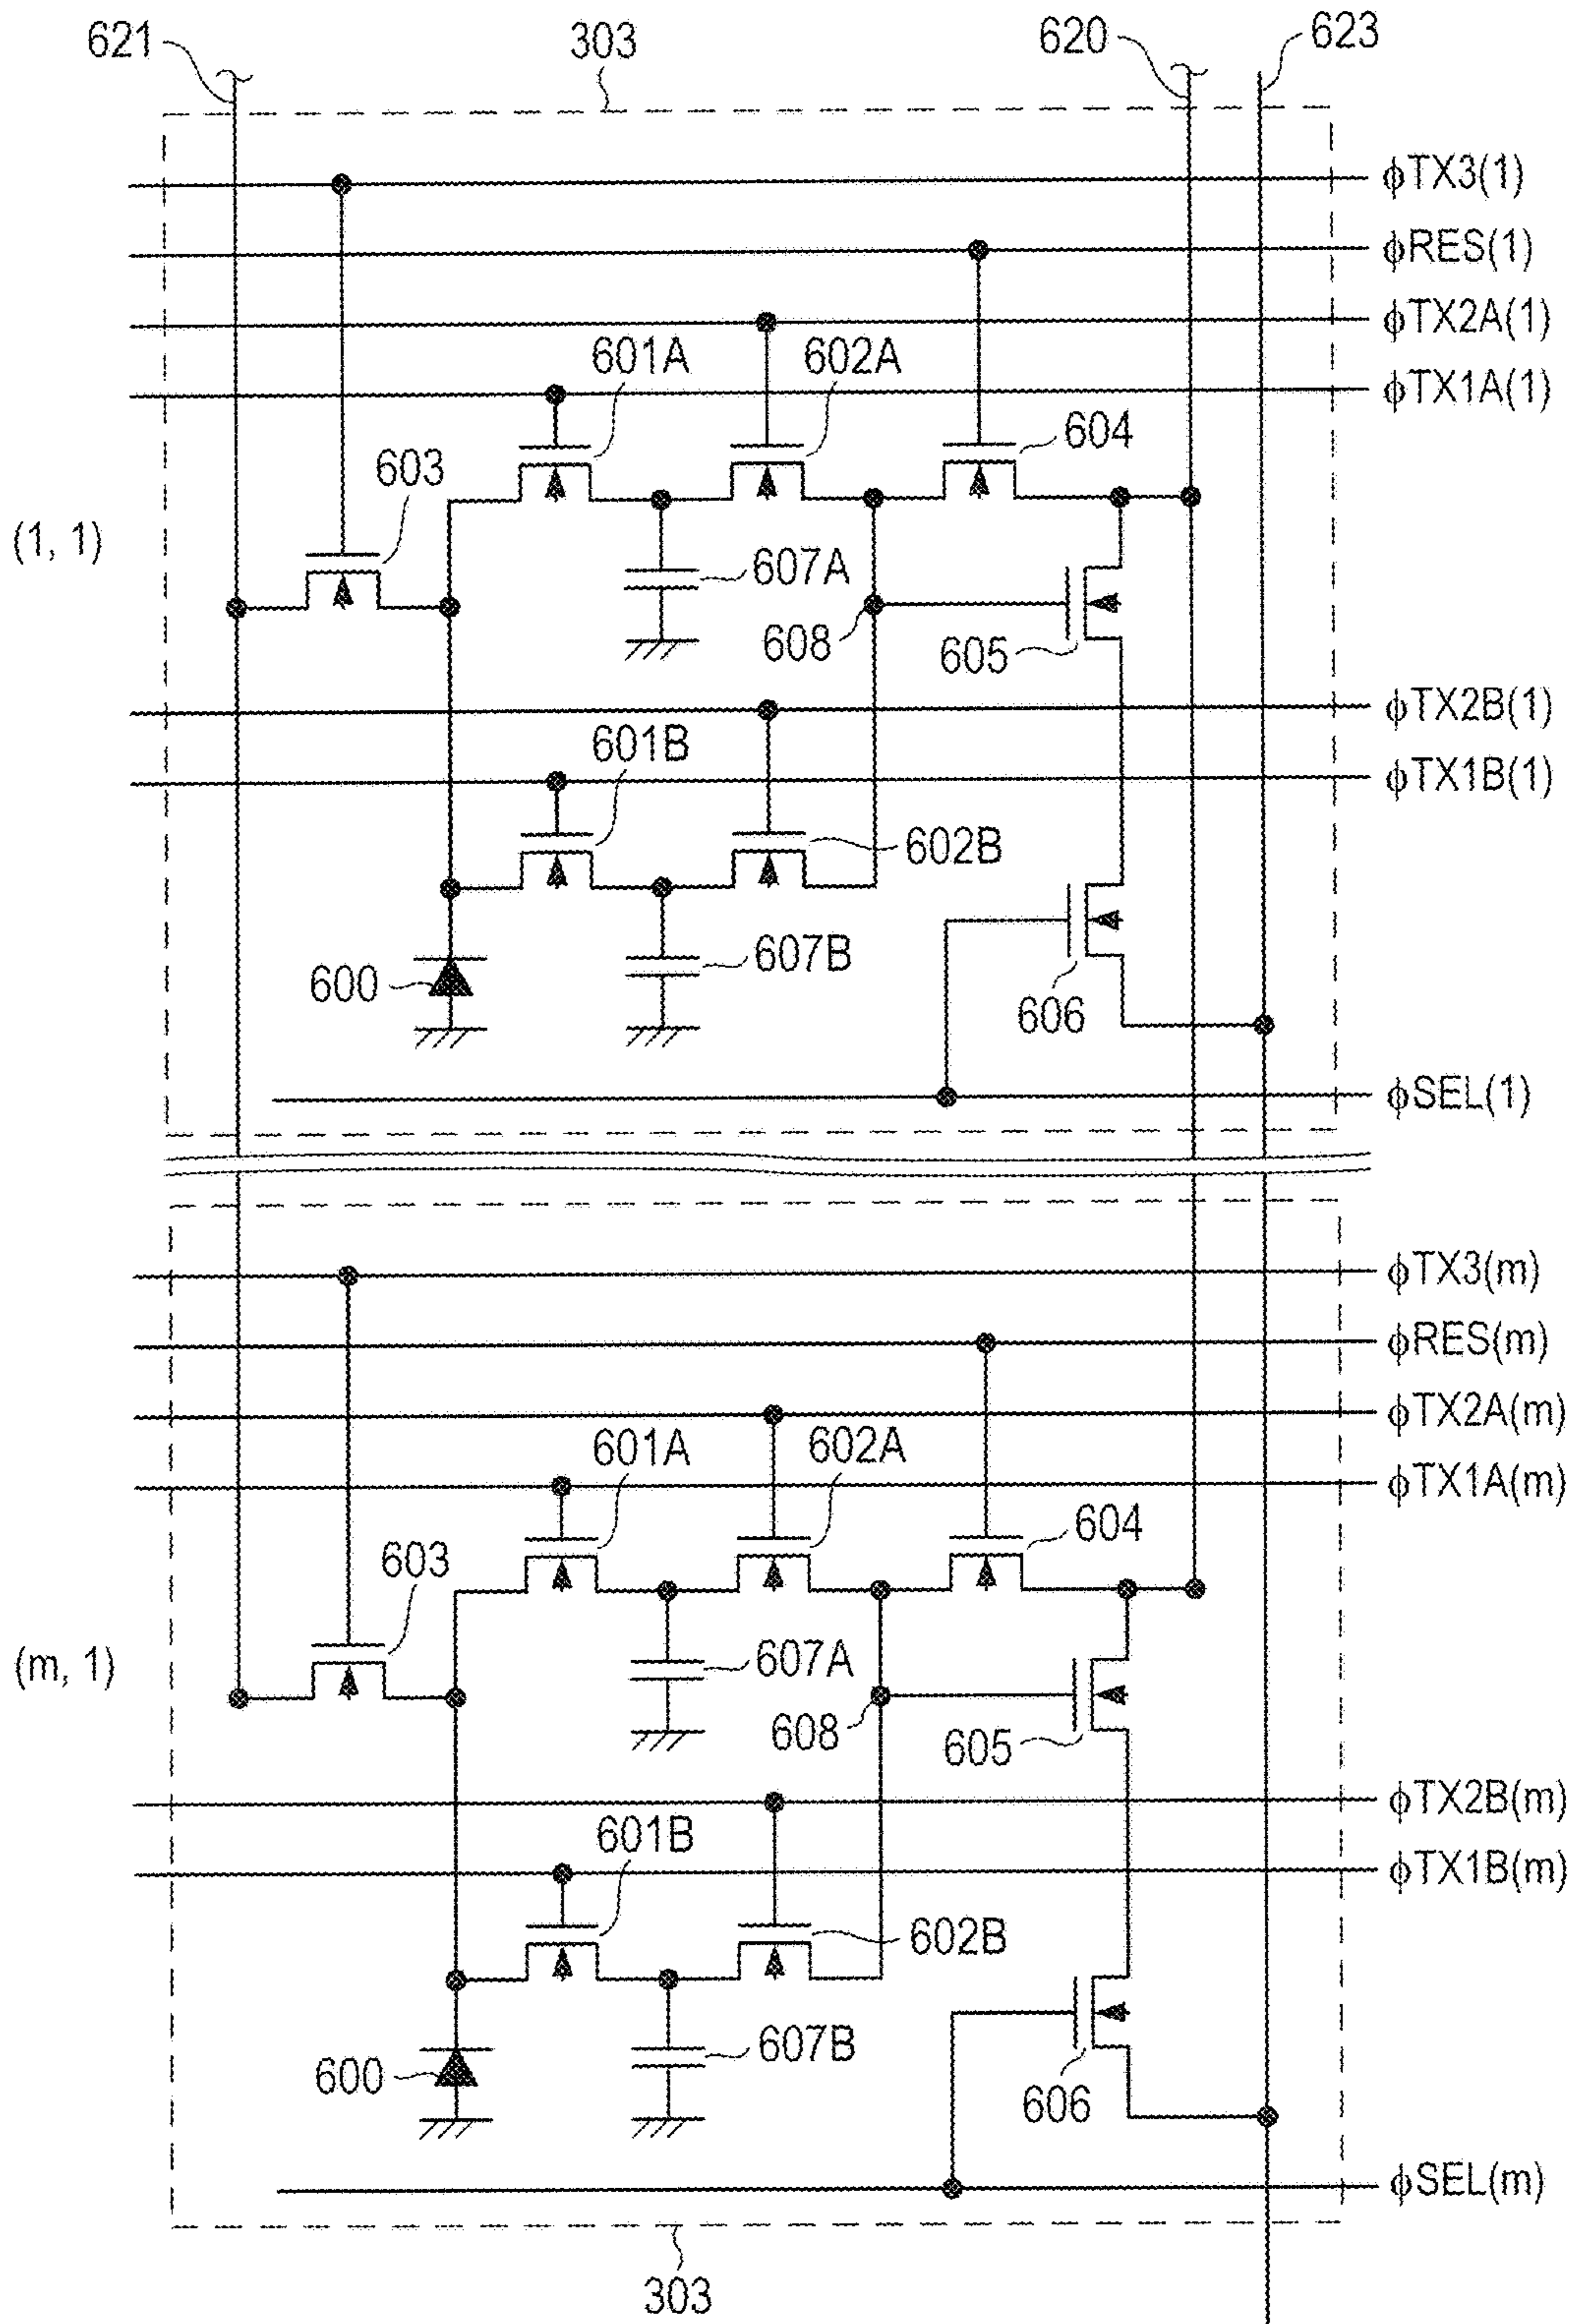 621
303
620
623
ϕTX3(1)
ϕRES(1)
ϕTX2A(1)
601A
602A
ϕTX1A(1)
603
604
(1, 1)
607A
608
605
ϕTX2B(1)
601B
ϕTX1B(1)
602B
600
607B
606
ϕSEL(1)
ϕTX3(m)
ϕRES(m)
ϕTX2A(m)
601A
602A
ϕTX1A(m)
603
604
(m, 1)
607A
608
605
ϕTX2B(m)
601B
ϕTX1B(m)
602B
600
607B
606
ϕSEL(m)
303